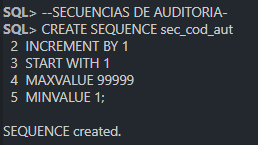 SQL> --SECUENCIAS DE AUDITORIA-
SQL> CREATE SEQUENCE sec_cod_aut
2 INCREMENT BY 1
3 START WITH 1
4 MAXVALUE 99999
5 MINVALUE 1;
SEQUENCE created.